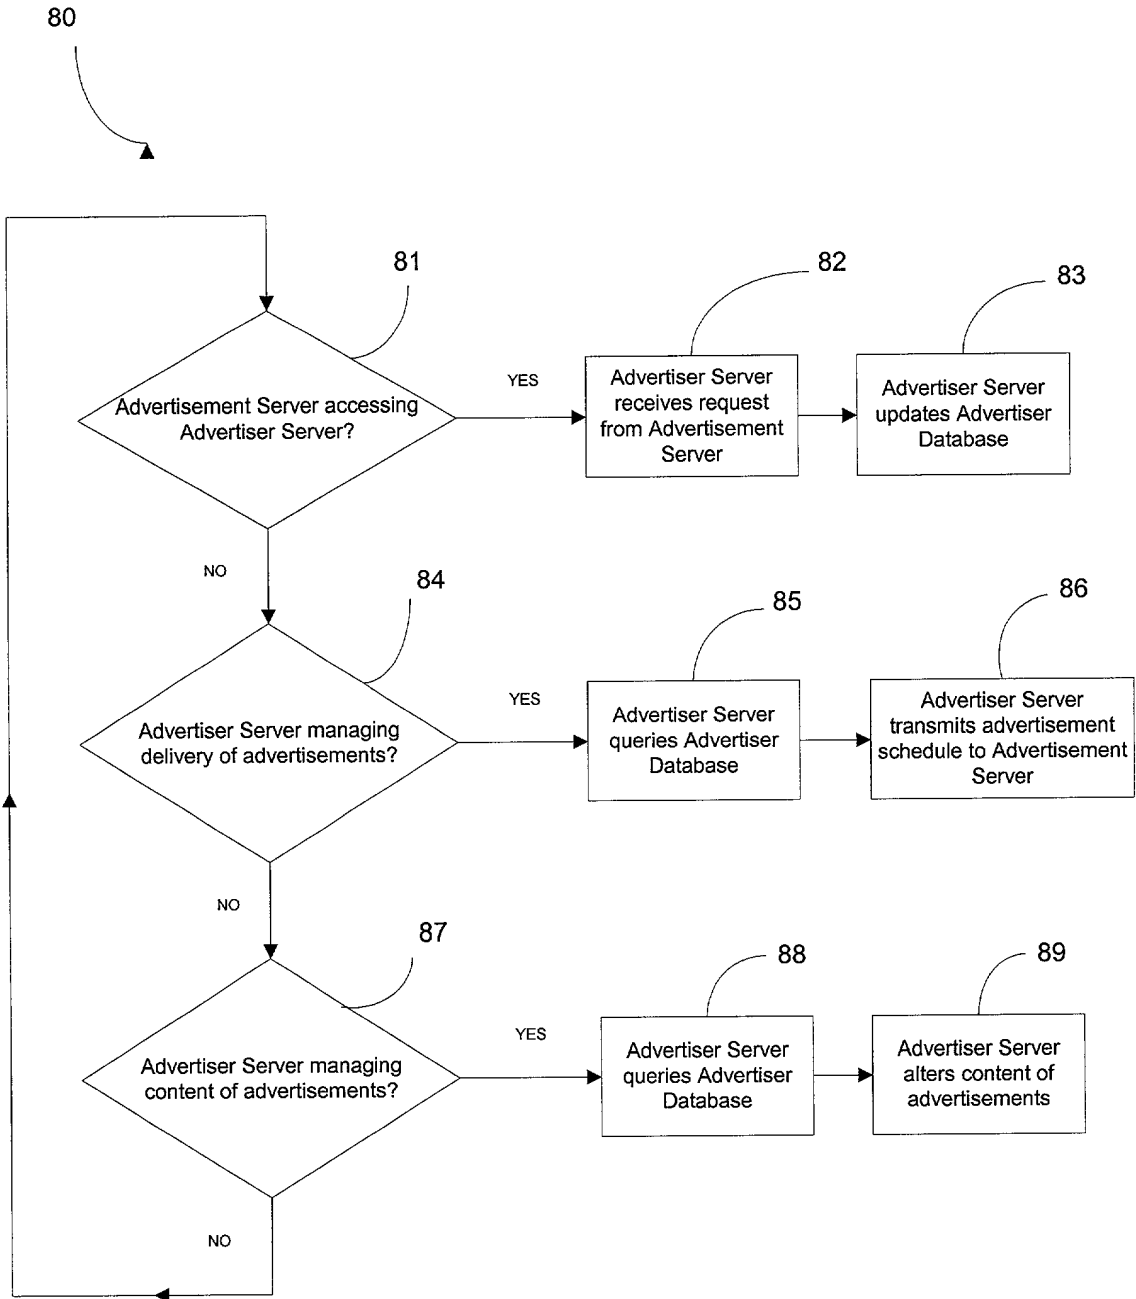 80
81
82
83
Advertisement Server accessing
Advertiser Server?
YES
Advertiser Server
receives request
from Advertisement
Server
Advertiser Server
updates Advertiser
Database
NO
84
85
86
Advertiser Server managing
delivery of advertisements?
YES
Advertiser Server
queries Advertiser
Database
Advertiser Server
transmits advertisement
schedule to Advertisement
Server
NO
87
88
89
Advertiser Server managing
content of advertisements?
YES
Advertiser Server
queries Advertiser
Database
Advertiser Server
alters content of
advertisements
NO